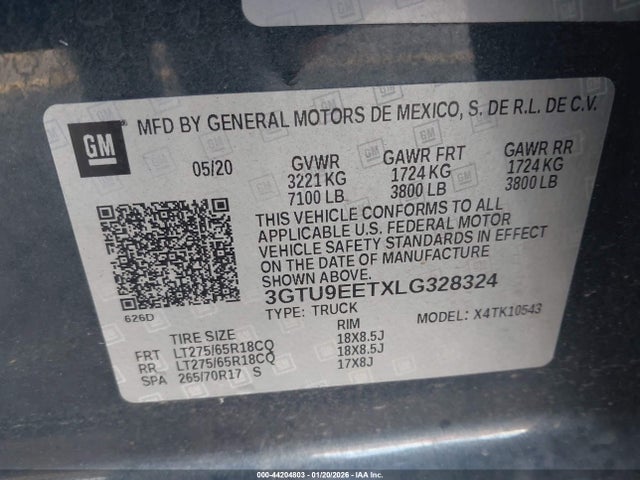 GM MFD BY GENERAL MOTORS DE MEXICO, S. DE R.L. DE C.V.
05/20 GVWR GAWR FRT GAWR RR
3221 KG 1724 KG 1724 KG
7100 LB 3800 LB 3800 LB
THIS VEHICLE CONFORMS TO ALL
APPLICABLE U.S. FEDERAL MOTOR
VEHICLE SAFETY STANDARDS IN
EFFECT ON THE DATE OF MANUFACTURE
SHOWN ABOVE.
3GTU9EETXLG328324
626D
TYPE: TRUCK MODEL: X4TK10543
TIRE SIZE RIM
FRT LT275/65R18CQ 18X8.5J
RR LT275/65R18CQ 18X8.5J
SPA 265/70R17 S 17X8J
000-44204803 - 01/20/2026 - IAA Inc.